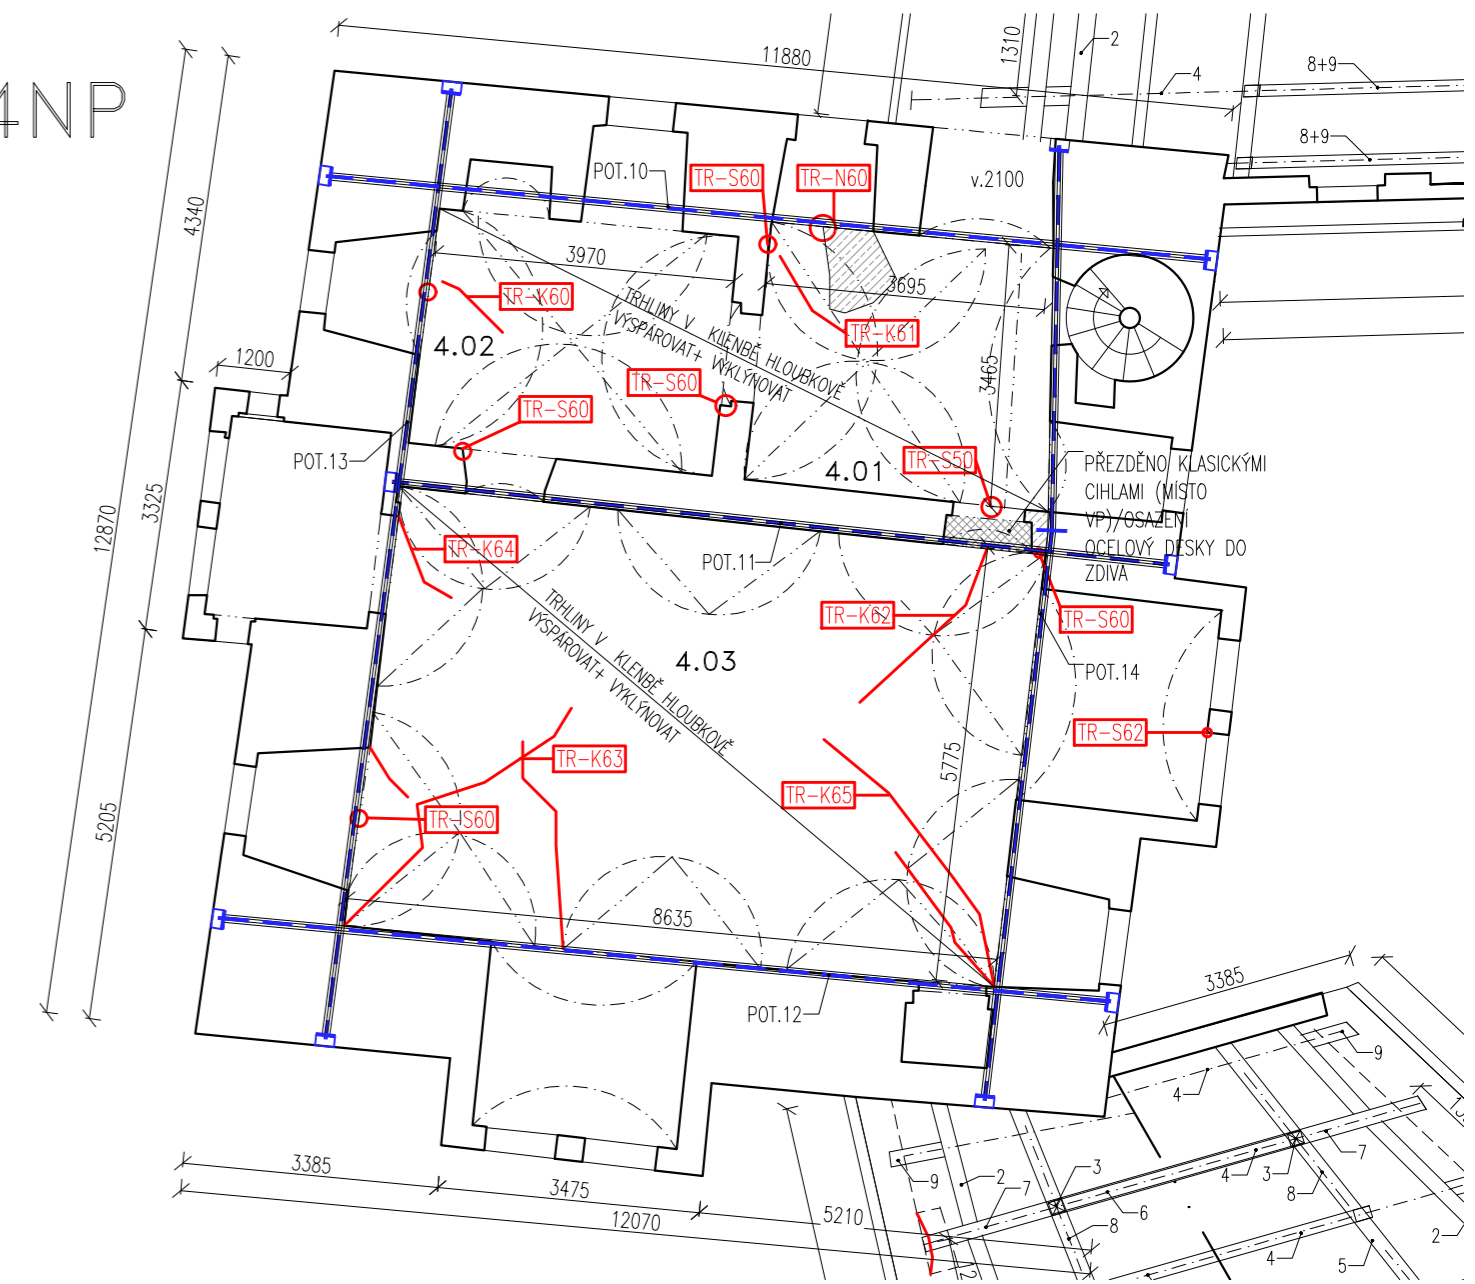 4NP
11880
1310
2
4
8+9
8+9
POT.10
TR-S60
TR-N60
v.2100
4340
3970
3695
TR-K60
TR-K61
TRHLINY V KLENBĚ HLOUBKOVĚ
VYSPÁROVAT+ VYKLÝNOVAT
4.02
3465
1200
TR-S60
TR-S60
POT.13
4.01
TR-S50
PŘEZDĚNO KLASICKÝMI
CIHLAMI (MÍSTO
VP)/OSAZENÍ
OCELOVÝ DESKY DO
ZDIVA
3325
12870
TR-K64
POT.11
TR-K62
TR-S60
TRHLINY V KLENBĚ HLOUBKOVĚ
VYSPÁROVAT+ VYKLÝNOVAT
4.03
POT.14
TR-S62
5775
TR-K63
TR-K65
5205
TR-S60
8635
POT.12
3385
9
4
7
3385
3475
5210
12070
9
2
7
3
6
8
4
3
8
4
5
2